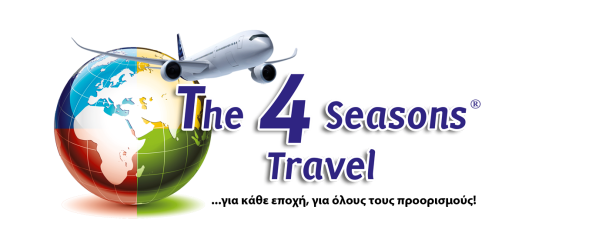 The 4 Seasons®
Travel
...για κάθε εποχή, για όλους τους προορισμούς!